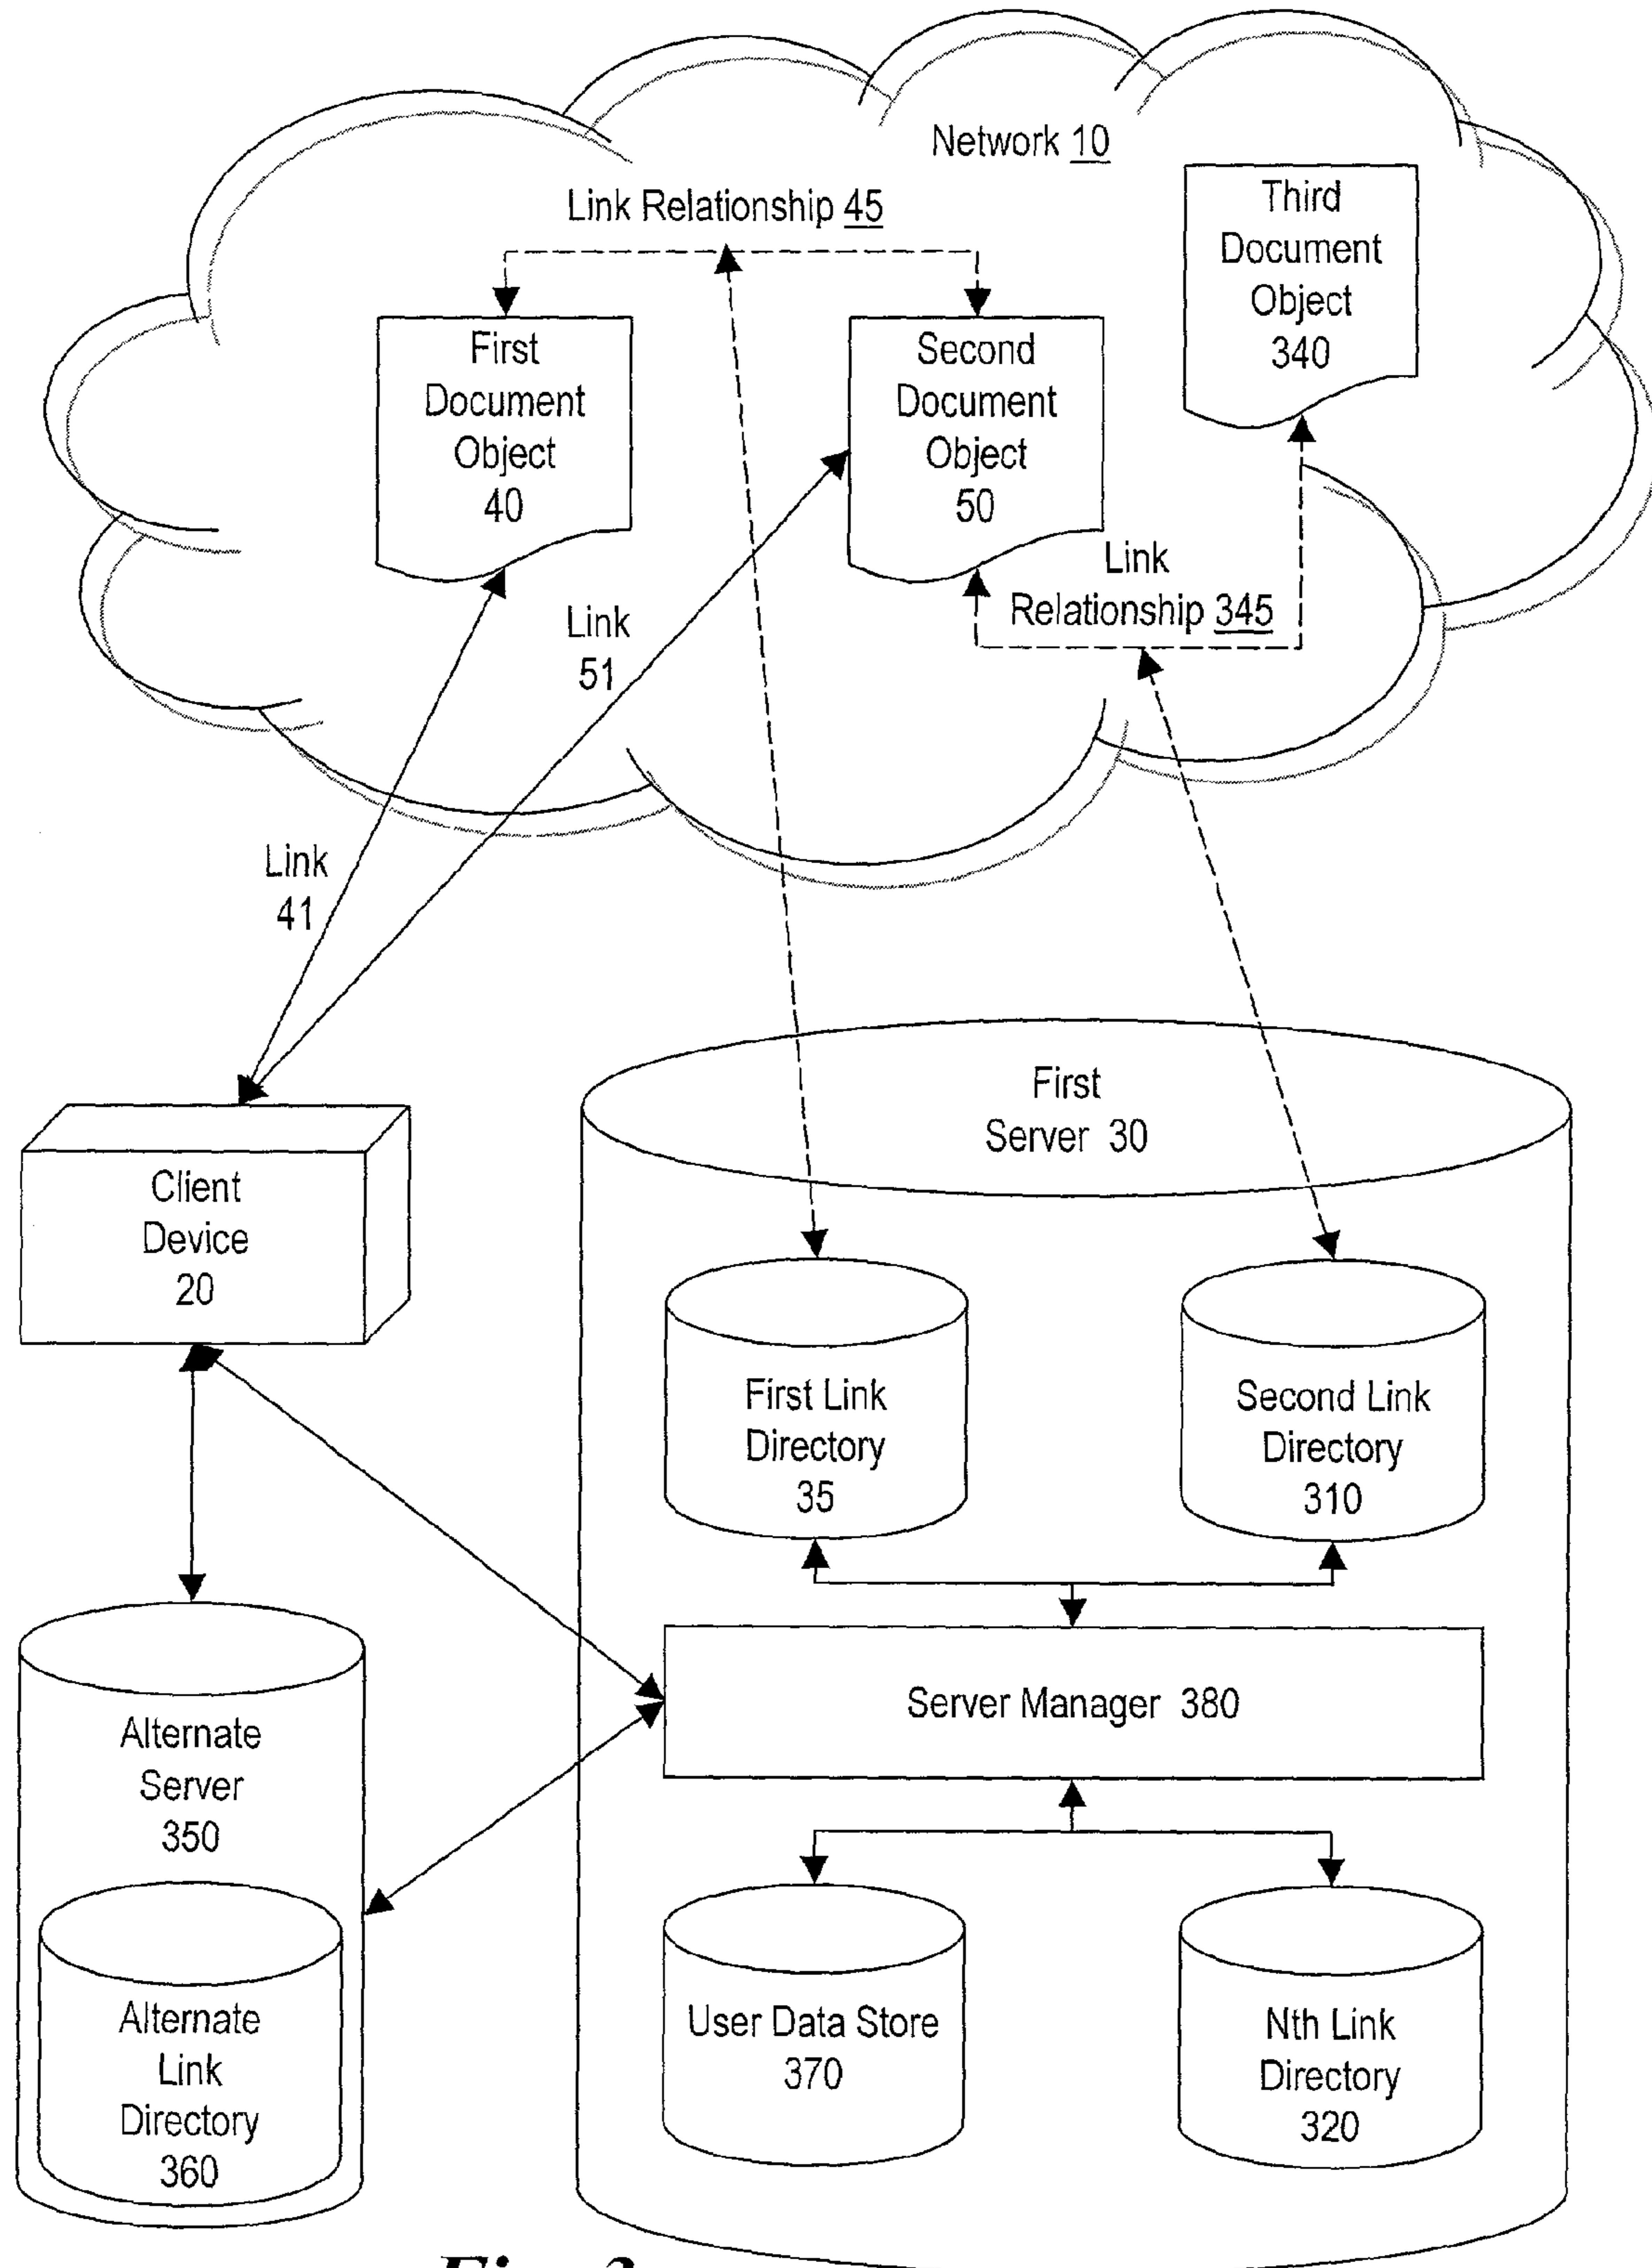 Network 10
Link Relationship 45
Third
Document
Object
340
First
Document
Object
40
Second
Document
Object
50
Link
Relationship 345
Link
51
Link
41
First
Server 30
Client
Device
20
First Link
Directory
35
Second Link
Directory
310
Server Manager 380
Alternate
Server
350
Alternate
Link
Directory
360
User Data Store
370
Nth Link
Directory
320